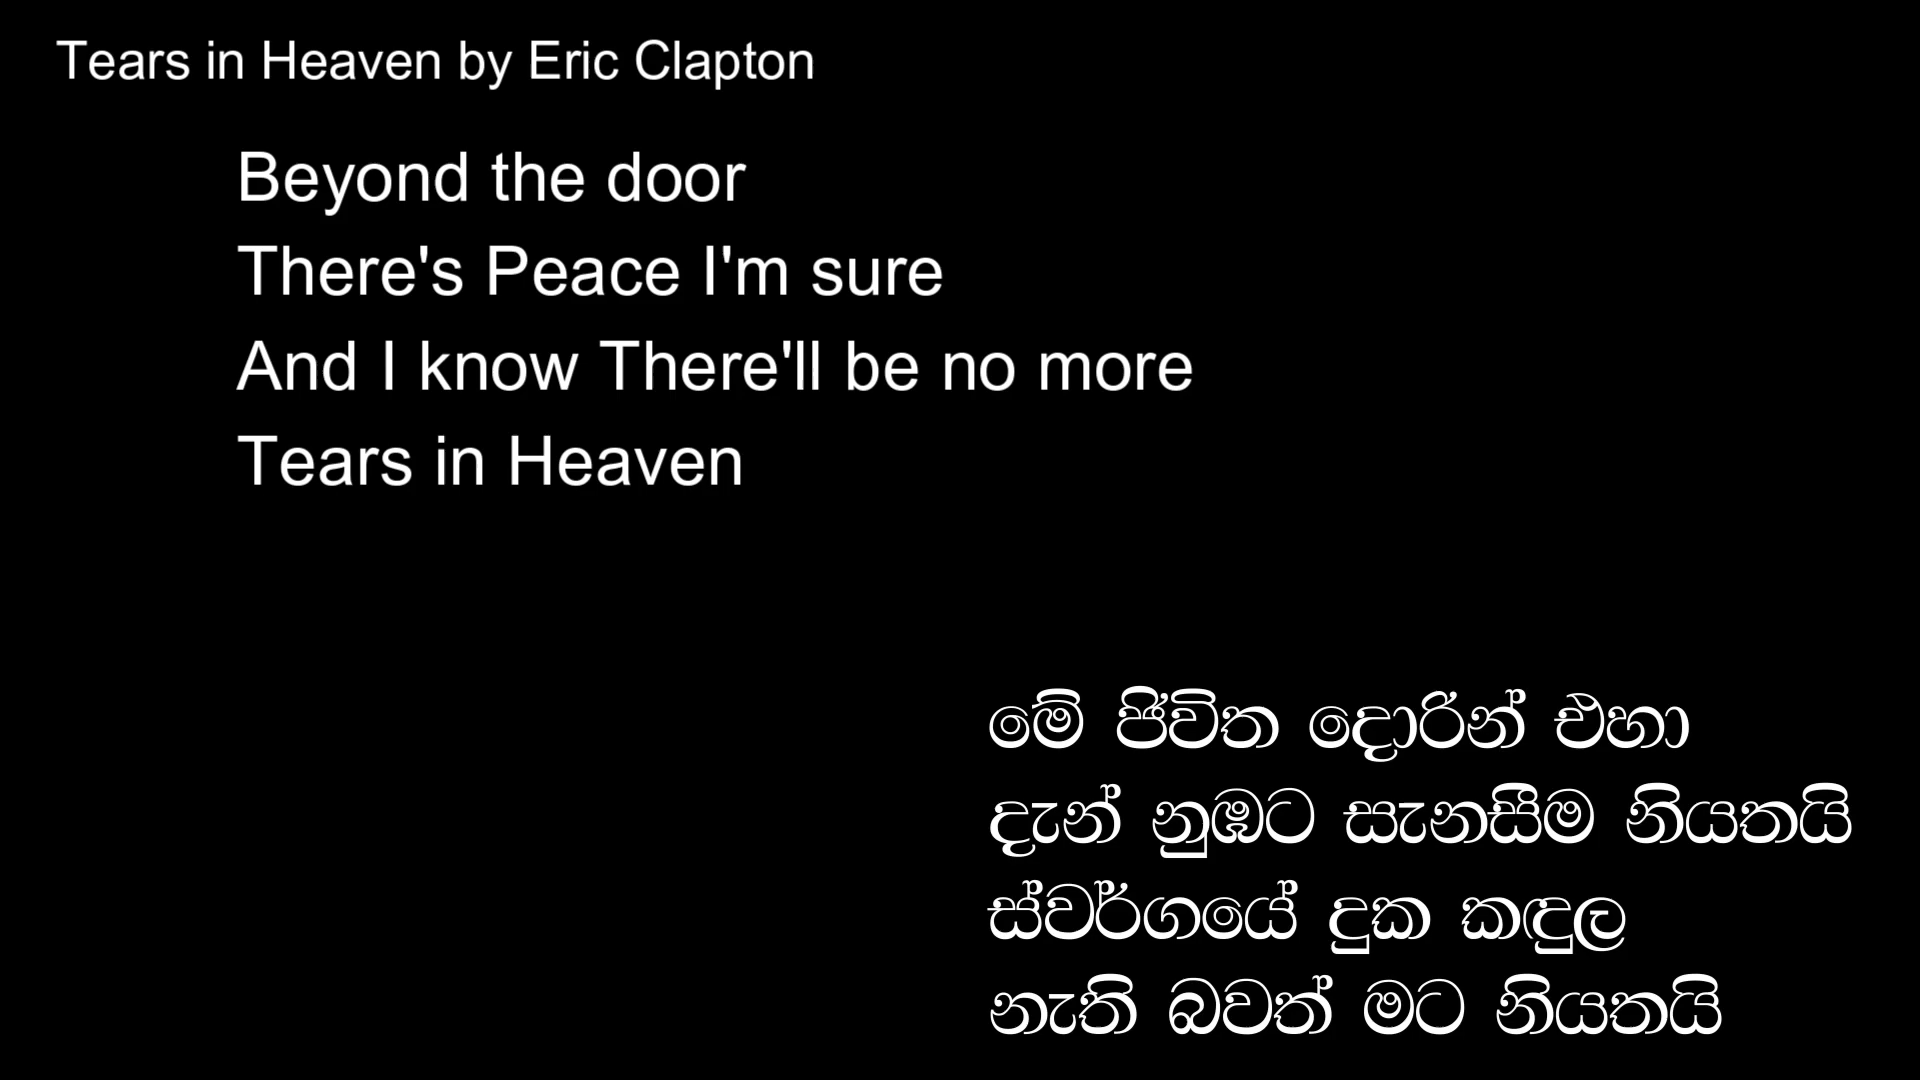 Tears in Heaven by Eric Clapton
Beyond the door
There's Peace I'm sure
And I know There'll be no more
Tears in Heaven
මේ ජීවිත දොරින් එහා
දැන් නුඹට සැනසීම නියතයි
ස්වර්ගයේ දුක කඳුල
නැති බවත් මට නියතයි